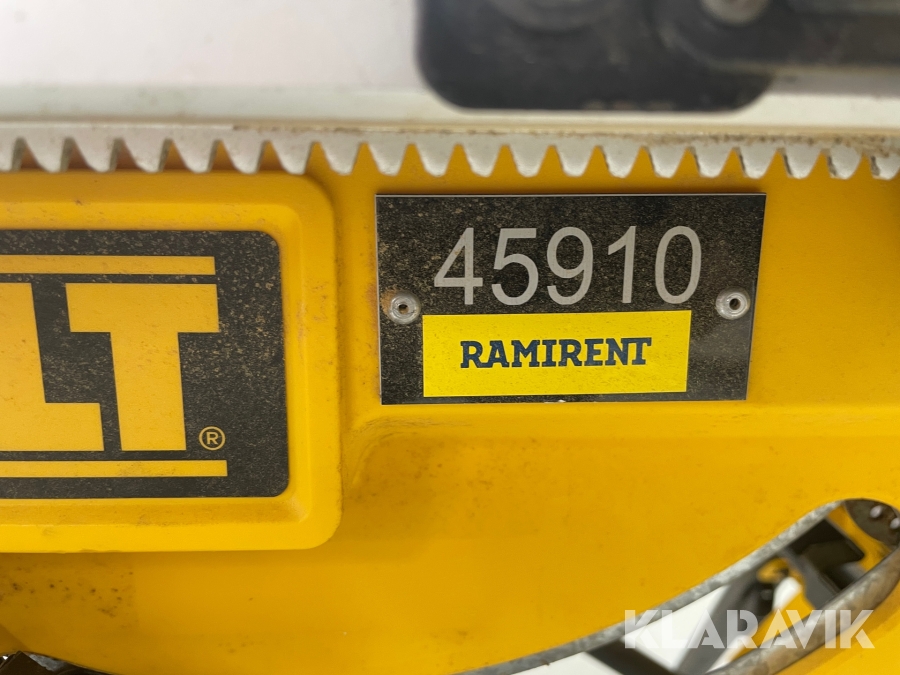 45910
LT®
RAMIRENT
KLARAVIK